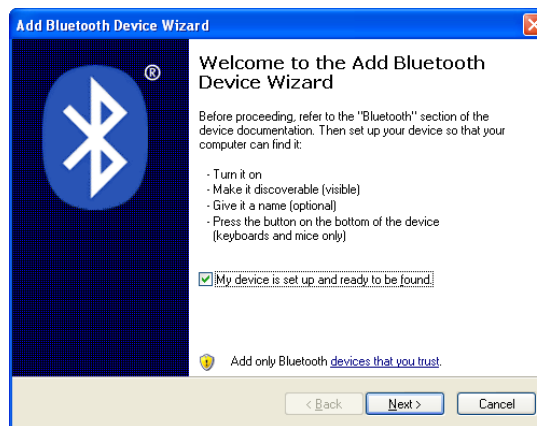 Add Bluetooth Device Wizard
®
Welcome to the Add Bluetooth
Device Wizard
Before proceeding, refer to the "Bluetooth" section of the
device documentation. Then set up your device so that your
computer can find it:
- Turn it on
- Make it discoverable (visible)
- Give it a name (optional)
- Press the button on the bottom of the device
(keyboards and mice only)
My device is set up and ready to be found.
Add only Bluetooth devices that you trust.
< Back Next > Cancel